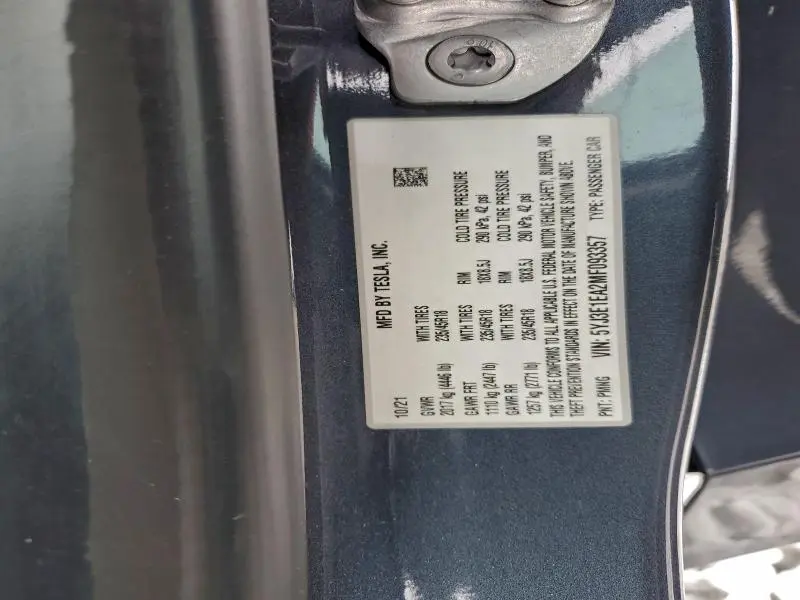 MFD BY TESLA, INC.
10/21
GVWR WITH TIRES RIM COLD TIRE PRESSURE
2017 kg (4446 lb) 235/45R18 18X8.5J 290 kPa, 42 psi
GAWR FRT WITH TIRES RIM COLD TIRE PRESSURE
1110 kg (2447 lb) 235/45R18 18X8.5J 290 kPa, 42 psi
GAWR RR
1257 kg (2771 lb)
THIS VEHICLE CONFORMS TO ALL APPLICABLE U.S. FEDERAL MOTOR VEHICLE SAFETY, BUMPER, AND
THEFT PREVENTION STANDARDS IN EFFECT ON THE DATE OF MANUFACTURE SHOWN ABOVE.
PNT: PMNG VIN: 5YJ3E1EA2MF093357 TYPE: PASSENGER CAR